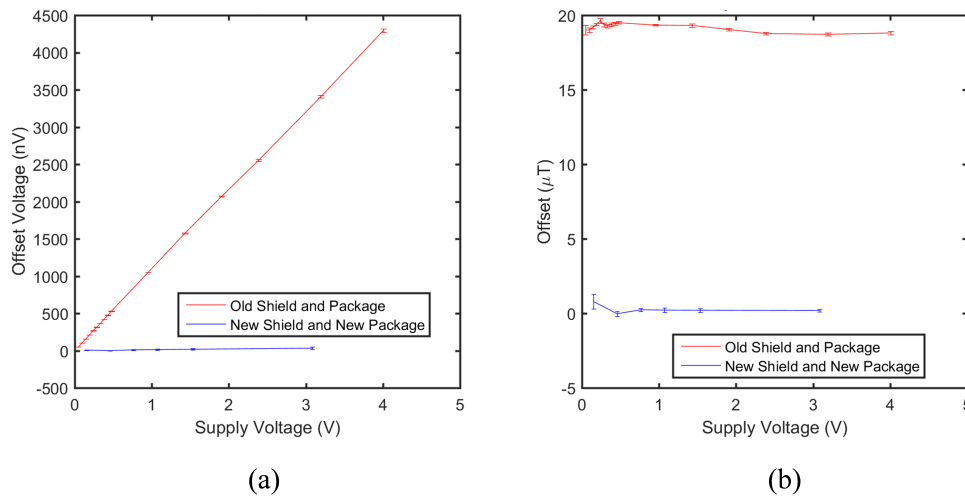 4500
4000
3500
3000
2500
2000
1500
1000
500
0
-500
Offset Voltage (nV)
Old Shield and Package
New Shield and New Package
0 1 2 3 4 5
Supply Voltage (V)
(a)
20
15
10
5
0
-5
Offset (μT)
Old Shield and Package
New Shield and New Package
0 1 2 3 4 5
Supply Voltage (V)
(b)